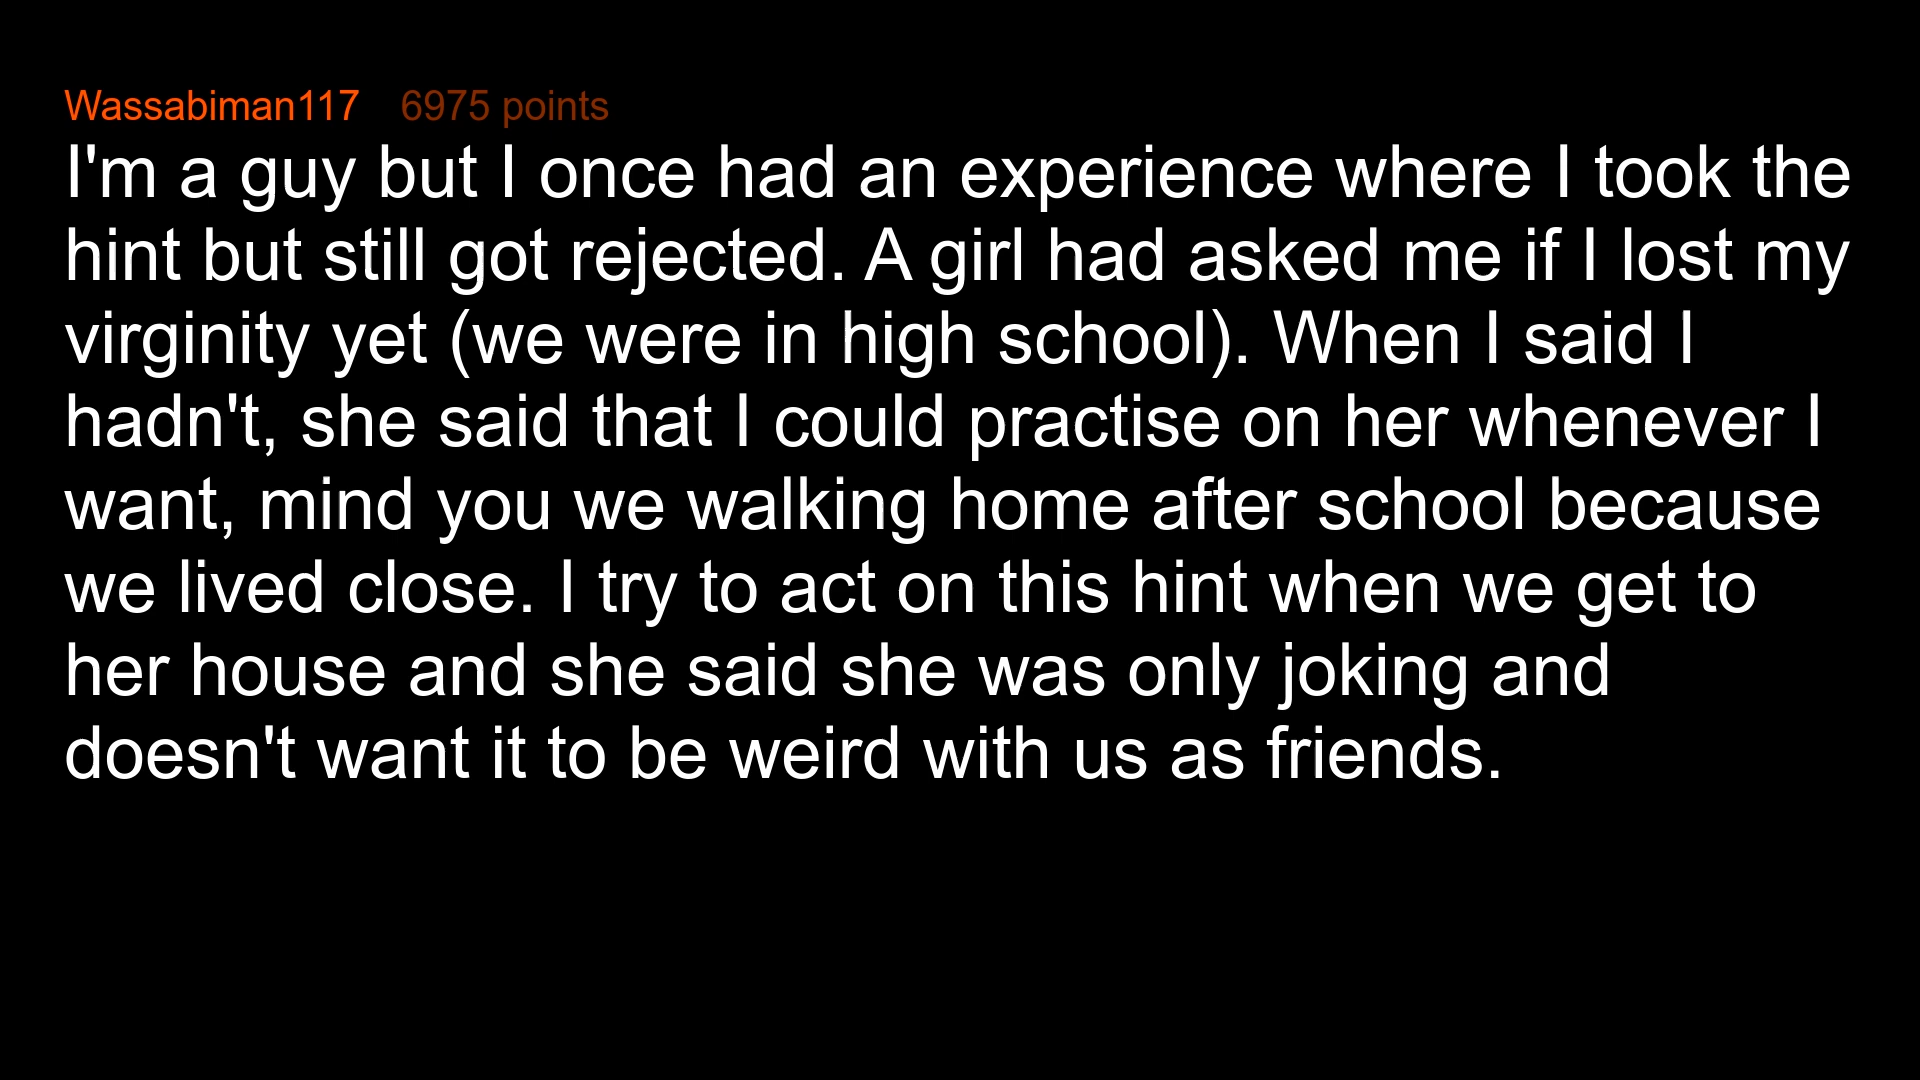 Wassabiman117 6975 points
I'm a guy but I once had an experience where I took the
hint but still got rejected. A girl had asked me if I lost my
virginity yet (we were in high school). When I said I
hadn't, she said that I could practise on her whenever I
want, mind you we walking home after school because
we lived close. I try to act on this hint when we get to
her house and she said she was only joking and
doesn't want it to be weird with us as friends.